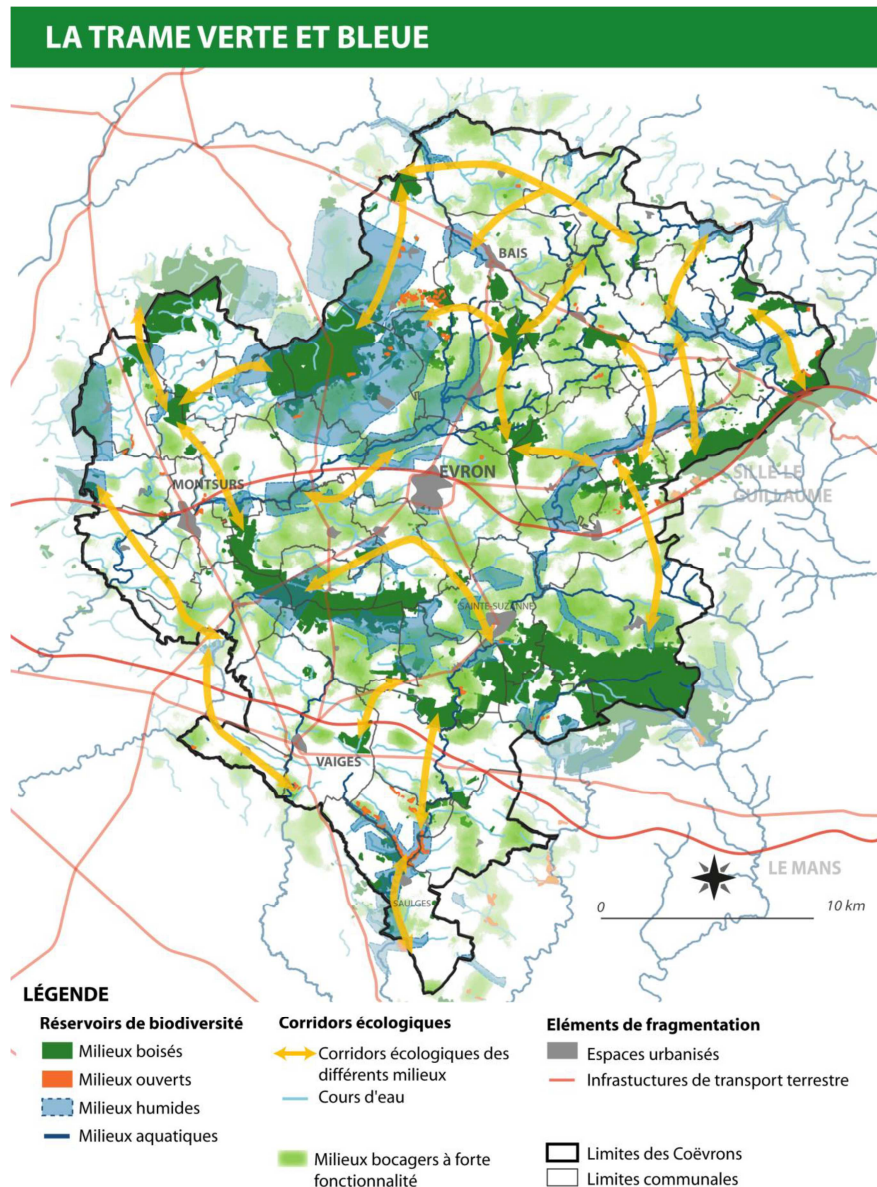 LA TRAME VERTE ET BLEUE
BAIS
EVRON
MONTSURS
SILLE-LE
GUILLAUME
SAINTE-SUZANNE
VAIGES
LE MANS
SAULGES
0 10 km
LÉGENDE
Réservoirs de biodiversité
Milieux boisés
Milieux ouverts
Milieux humides
Milieux aquatiques
Corridors écologiques
Corridors écologiques des
différents milieux
Cours d'eau
Milieux bocagers à forte
fonctionnalité
Eléments de fragmentation
Espaces urbanisés
Infrastuctures de transport terrestre
Limites des Coëvrons
Limites communales